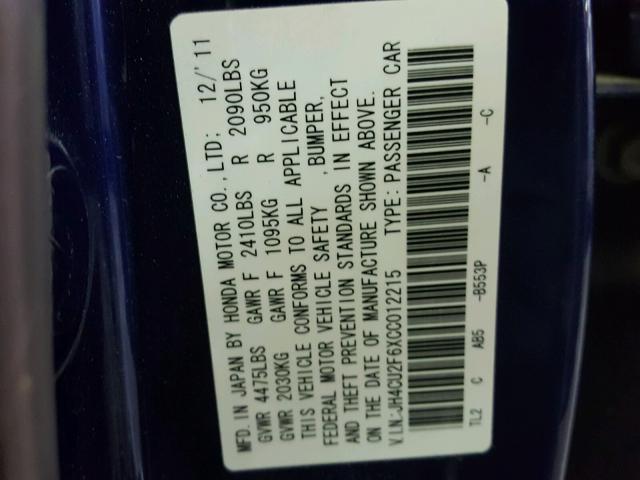 MFD. IN JAPAN BY HONDA MOTOR CO., LTD: 12/'11
GVWR 4475LBS GAWR F 2410LBS R 2090LBS
GVWR 2030KG GAWR F 1095KG R 950KG
THIS VEHICLE CONFORMS TO ALL APPLICABLE
FEDERAL MOTOR VEHICLE SAFETY ,BUMPER,
AND THEFT PREVENTION STANDARDS IN EFFECT
ON THE DATE OF MANUFACTURE SHOWN ABOVE.
V.I.N.:JH4CU2F6XCC012215 TYPE:PASSENGER CAR
TL2 C AB5 -B553P -A -C